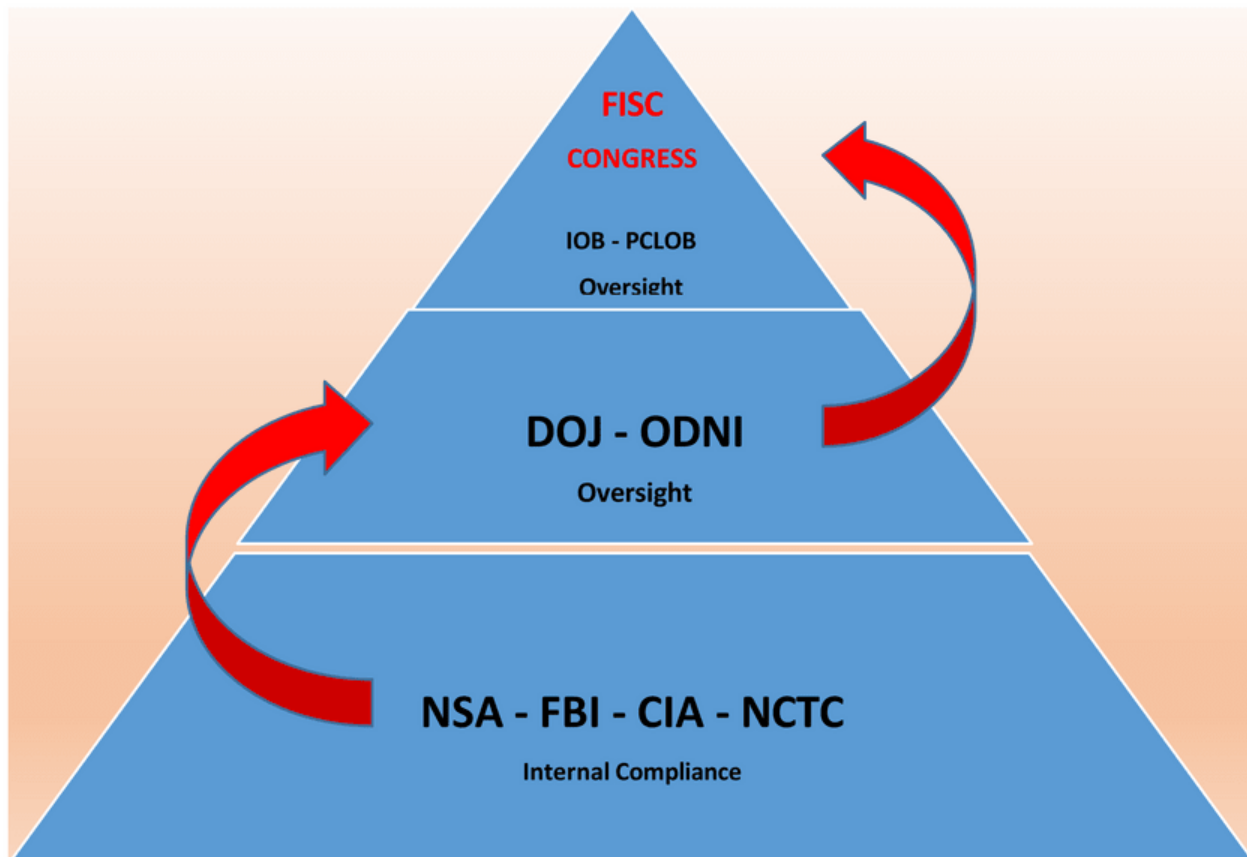 FISC
CONGRESS
IOB - PCLOB
Oversight
DOJ - ODNI
Oversight
NSA - FBI - CIA - NCTC
Internal Compliance